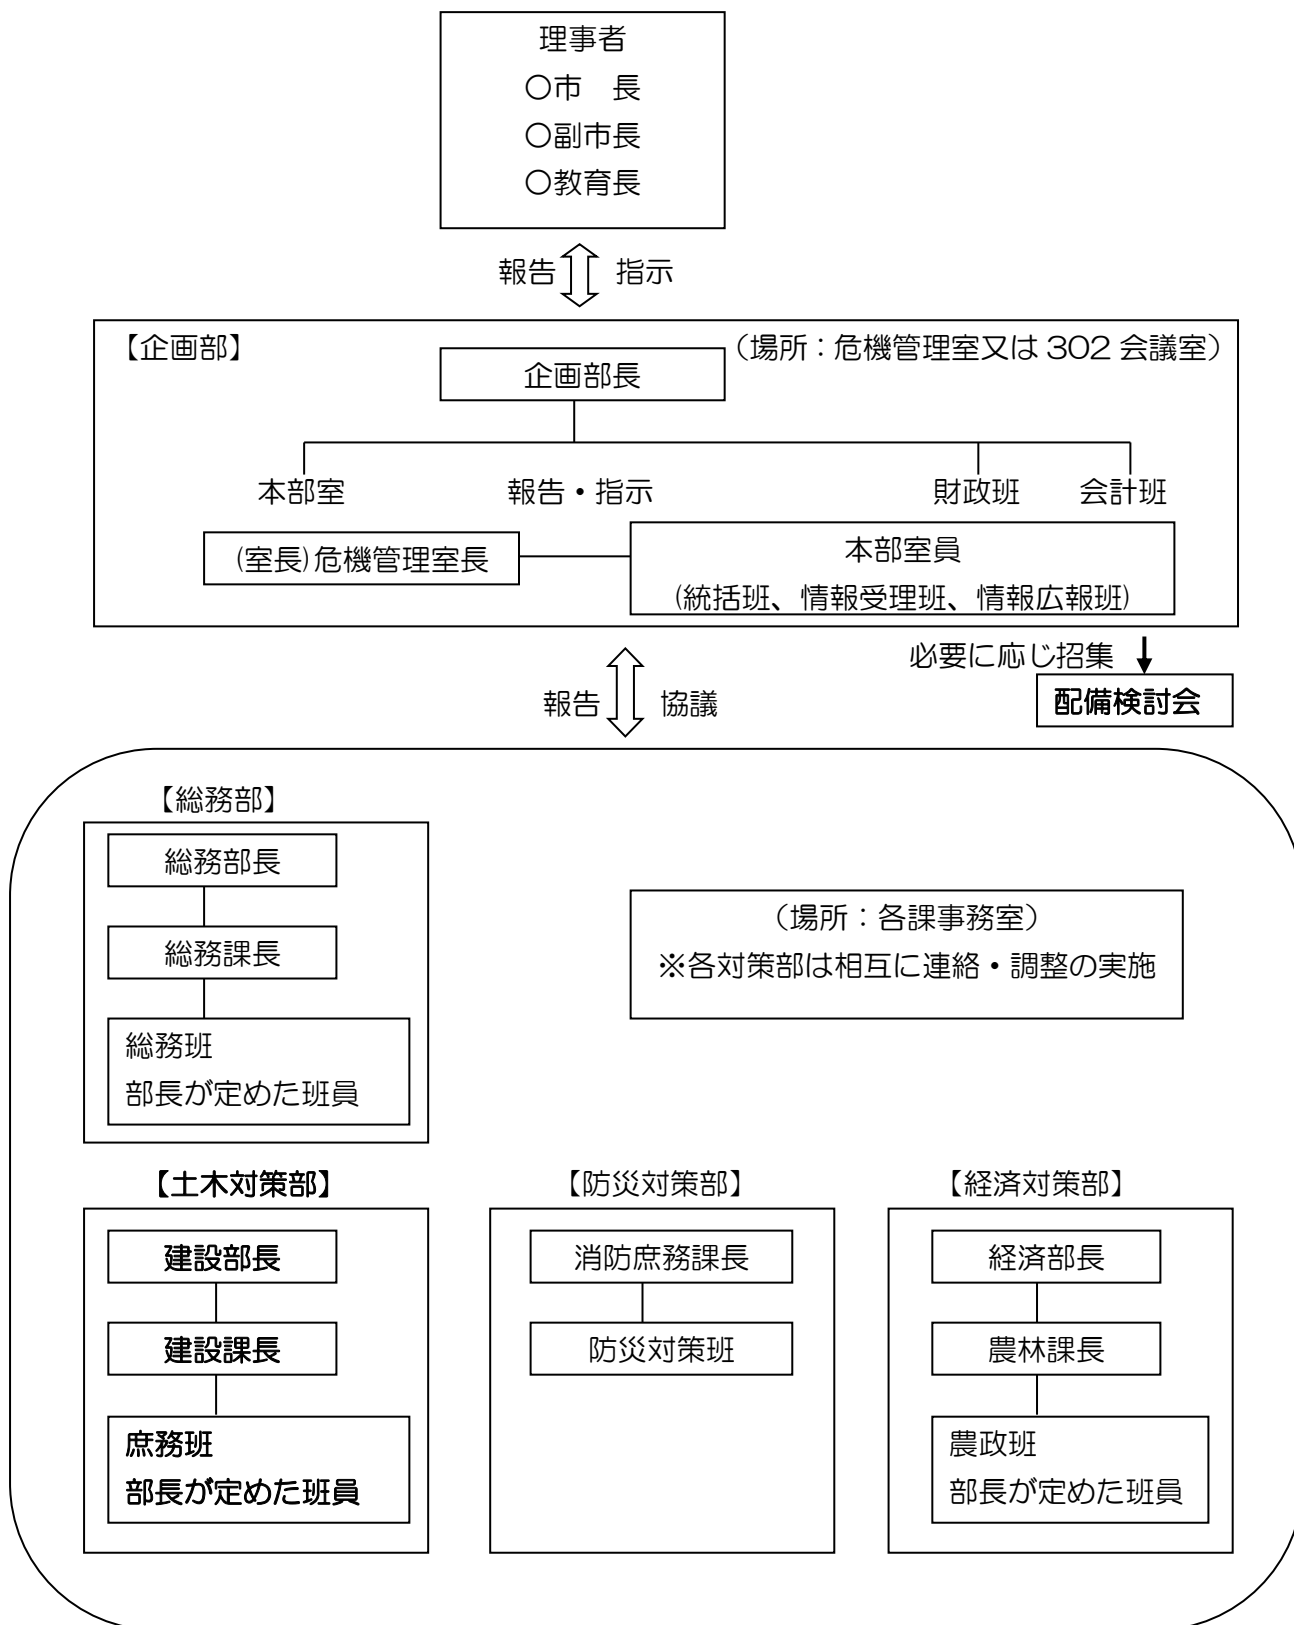 理事者
○市　長
○副市長
○教育長
報告　指示
【企画部】
（場所：危機管理室又は 302 会議室）
企画部長
本部室
報告・指示
財政班
会計班
(室長)危機管理室長
本部室員
(統括班、情報受理班、情報広報班)
必要に応じ招集
配備検討会
報告　協議
【総務部】
総務部長
総務課長
総務班
部長が定めた班員
（場所：各課事務室）
※各対策部は相互に連絡・調整の実施
【土木対策部】
建設部長
建設課長
庶務班
部長が定めた班員
【防災対策部】
消防庶務課長
防災対策班
【経済対策部】
経済部長
農林課長
農政班
部長が定めた班員